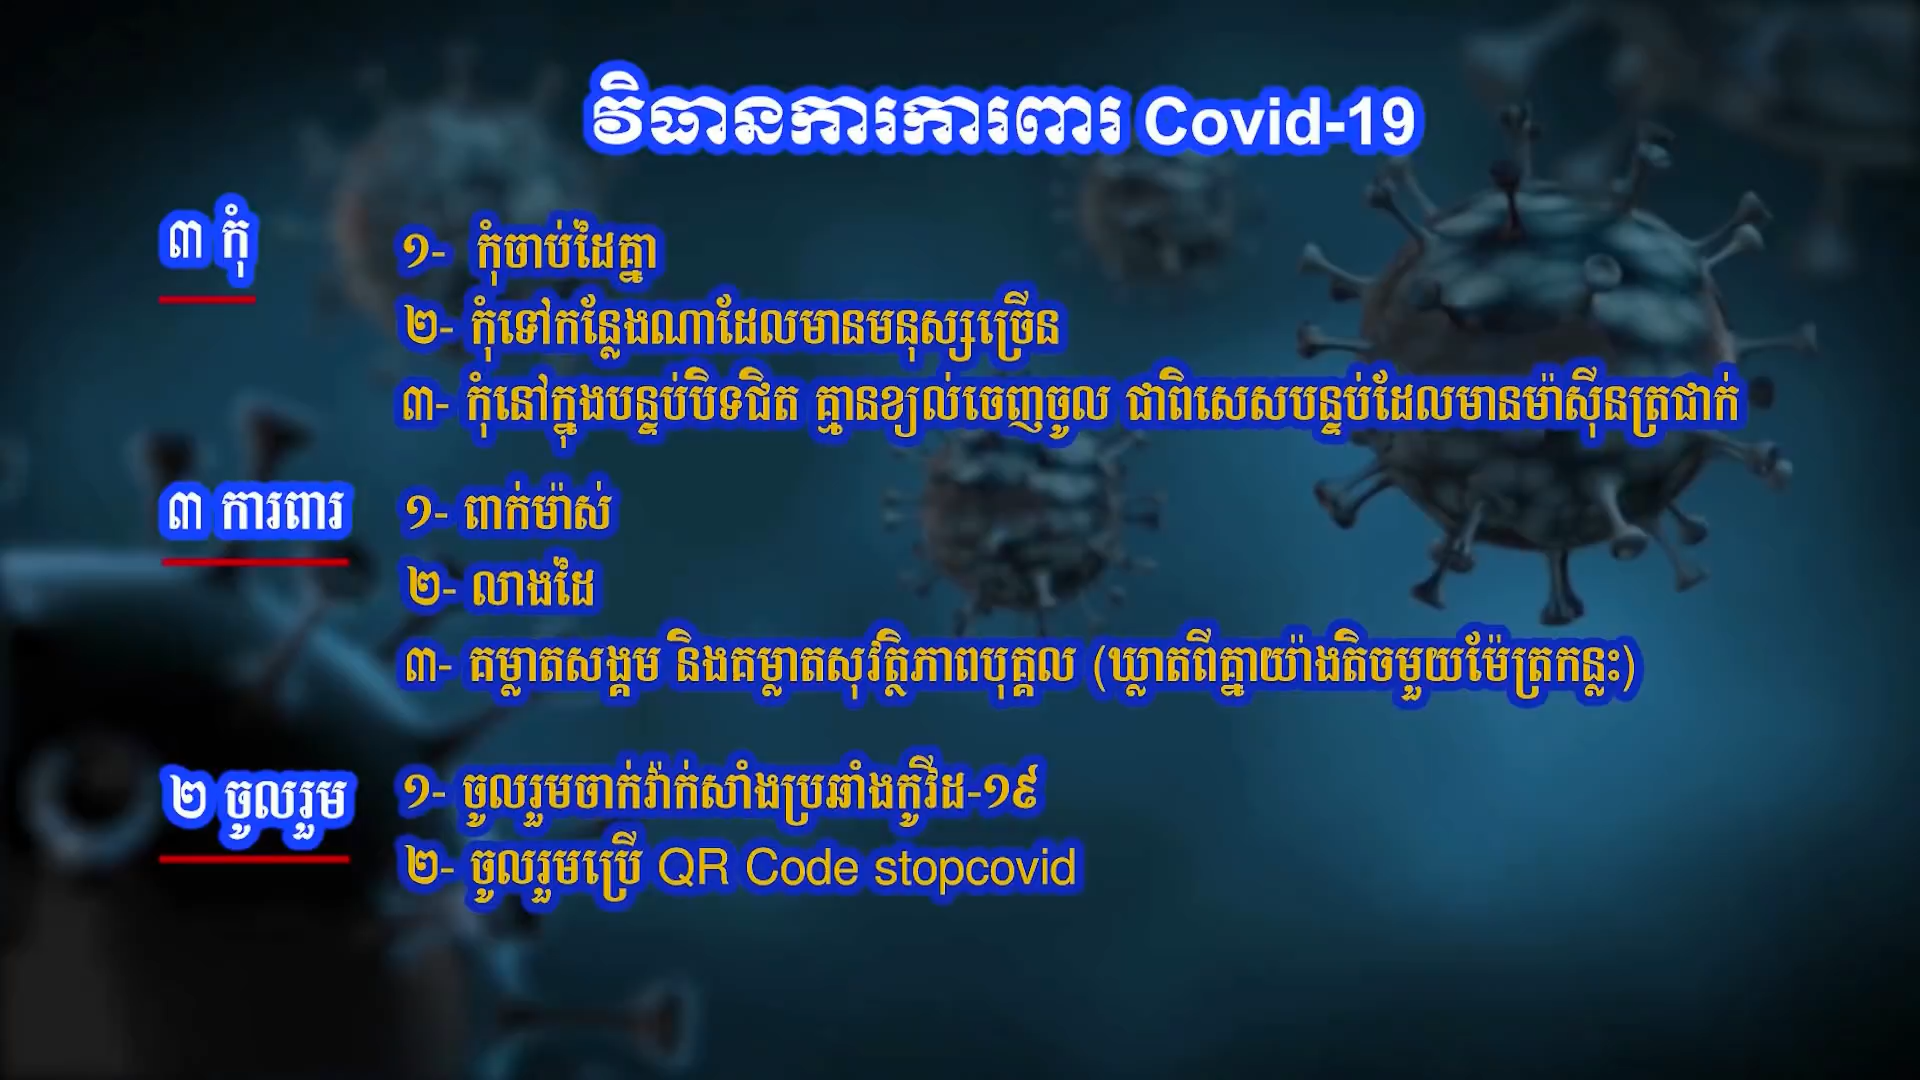 វិធានការការពារ Covid-19
៣ កុំ
១- កុំចាប់ដៃគ្នា
២- កុំទៅកន្លែងណាដែលមានមនុស្សច្រើន
៣- កុំនៅក្នុងបន្ទប់បិទជិត គ្មានខ្យល់ចេញចូល ជាពិសេសបន្ទប់ដែលមានម៉ាស៊ីនត្រជាក់
៣ ការពារ
១- ពាក់ម៉ាស់
២- លាងដៃ
៣- គម្លាតសង្គម និងគម្លាតសុវត្ថិភាពបុគ្គល (ឃ្លាតពីគ្នាយ៉ាងតិចមួយម៉ែត្រកន្លះ)
២ ចូលរួម
១- ចូលរួមចាក់វ៉ាក់សាំងប្រឆាំងកូវីដ-១៩
២- ចូលរួមប្រើ QR Code stopcovid